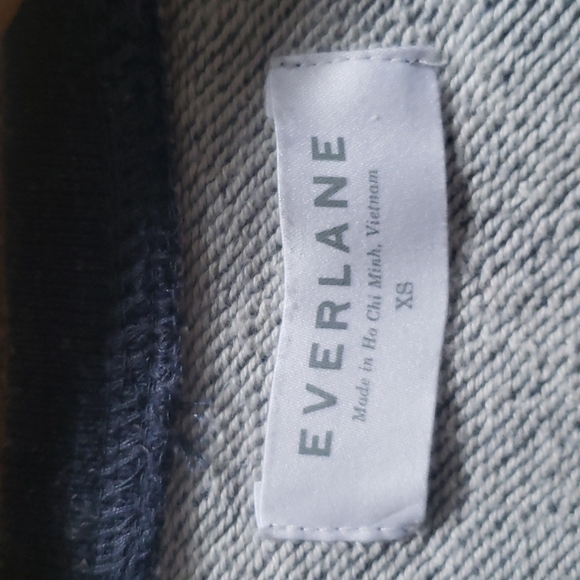 EVERLANE
Made in Ho Chi Minh, Vietnam
XS